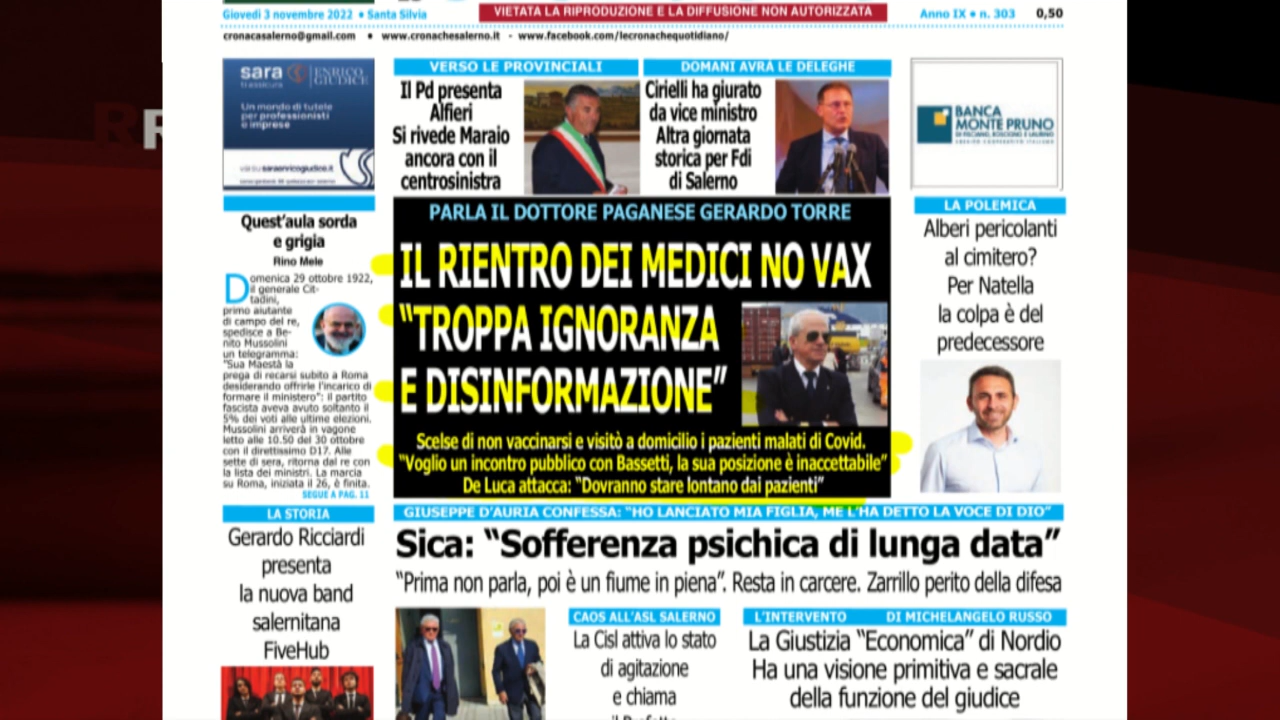 Giovedì 3 novembre 2022 • Santa Silvia
VIETATA LA RIPRODUZIONE E LA DIFFUSIONE NON AUTORIZZATA
Anno IX • n. 303
0,50
cronacasalerno@gmail.com • www.cronachesalerno.it - www.facebook.com/lecronachequotidiano/
sara
ENRICO
GIUDICE
Un mondo di tutele
per professionisti
e imprese
VERSO LE PROVINCIALI
Il Pd presenta
Alfieri
Si rivede Maraio
ancora con il
centrosinistra
DOMANI AVRÀ LE DELEGHE
Cirielli ha giurato
da vice ministro
Altra giornata
storica per Fdi
di Salerno
BANCA
MONTE PRUNO
Quest'aula sorda
e grigia
Rino Mele
Domenica 29 ottobre 1922,
il generale Cit-
tadini,
primo aiutante
di campo del re,
spedisce a Be-
nito Mussolini
un telegramma:
"Sua Maestà la
prega di recarsi subito a Roma
desiderando offrirle l'incarico di
formare il ministero": il partito
fascista aveva avuto soltanto il
5% dei voti alle ultime elezioni.
Mussolini arriverà in vagone
letto alle 10.50 del 30 ottobre
con il direttissimo D17. Alle
sette di sera, ritorna dal re con
la lista dei ministri. La marcia
su Roma, iniziata il 26, è finita.
SEGUE A PAG. 11
PARLA IL DOTTORE PAGANESE GERARDO TORRE
IL RIENTRO DEI MEDICI NO VAX
"TROPPA IGNORANZA
E DISINFORMAZIONE"
Scelse di non vaccinarsi e visitò a domicilio i pazienti malati di Covid.
"Voglio un incontro pubblico con Bassetti, la sua posizione è inaccettabile"
De Luca attacca: "Dovranno stare lontano dai pazienti"
LA POLEMICA
Alberi pericolanti
al cimitero?
Per Natella
la colpa è del
predecessore
LA STORIA
Gerardo Ricciardi
presenta
la nuova band
salernitana
FiveHub
GIUSEPPE D'AURIA CONFESSA: "HO LANCIATO MIA FIGLIA, ME L'HA DETTO LA VOCE DI DIO"
Sica: "Sofferenza psichica di lunga data"
"Prima non parla, poi è un fiume in piena". Resta in carcere. Zarrillo perito della difesa
CAOS ALL'ASL SALERNO
La Cisl attiva lo stato
di agitazione
e chiama
il Prefetto
L'INTERVENTO DI MICHELANGELO RUSSO
La Giustizia "Economica" di Nordio
Ha una visione primitiva e sacrale
della funzione del giudice